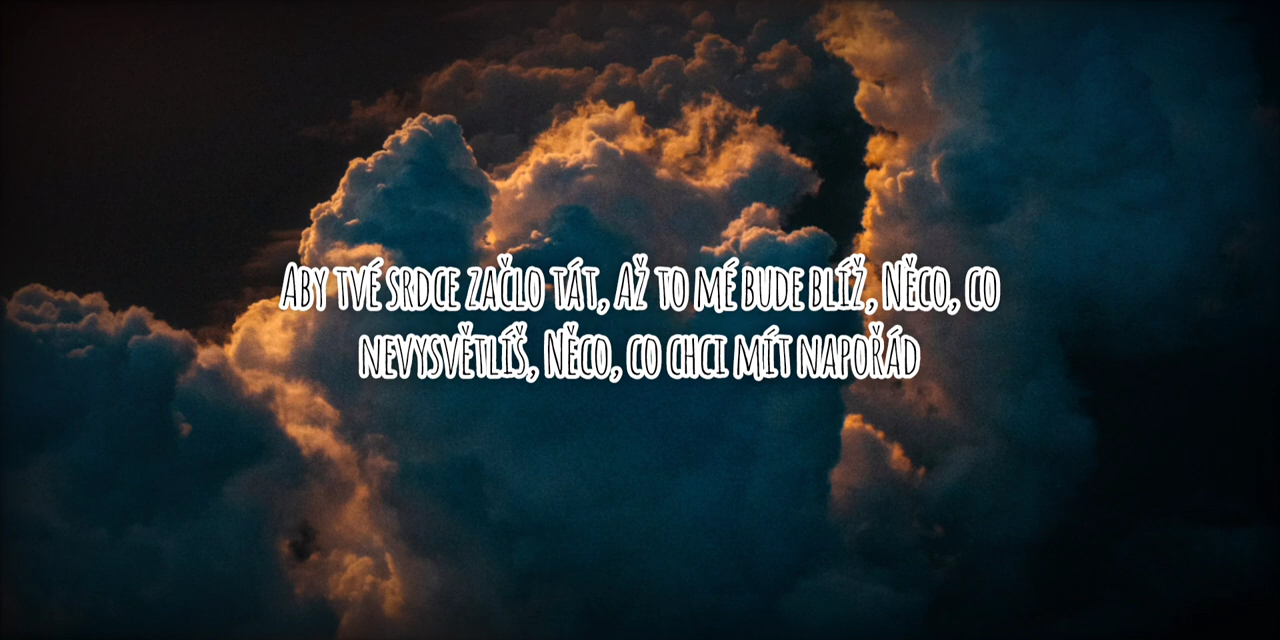 Aby tvé srdce začlo tát, Až to mé bude blíž, Něco, co
nevysvětlíš, Něco, co chci mít napořád